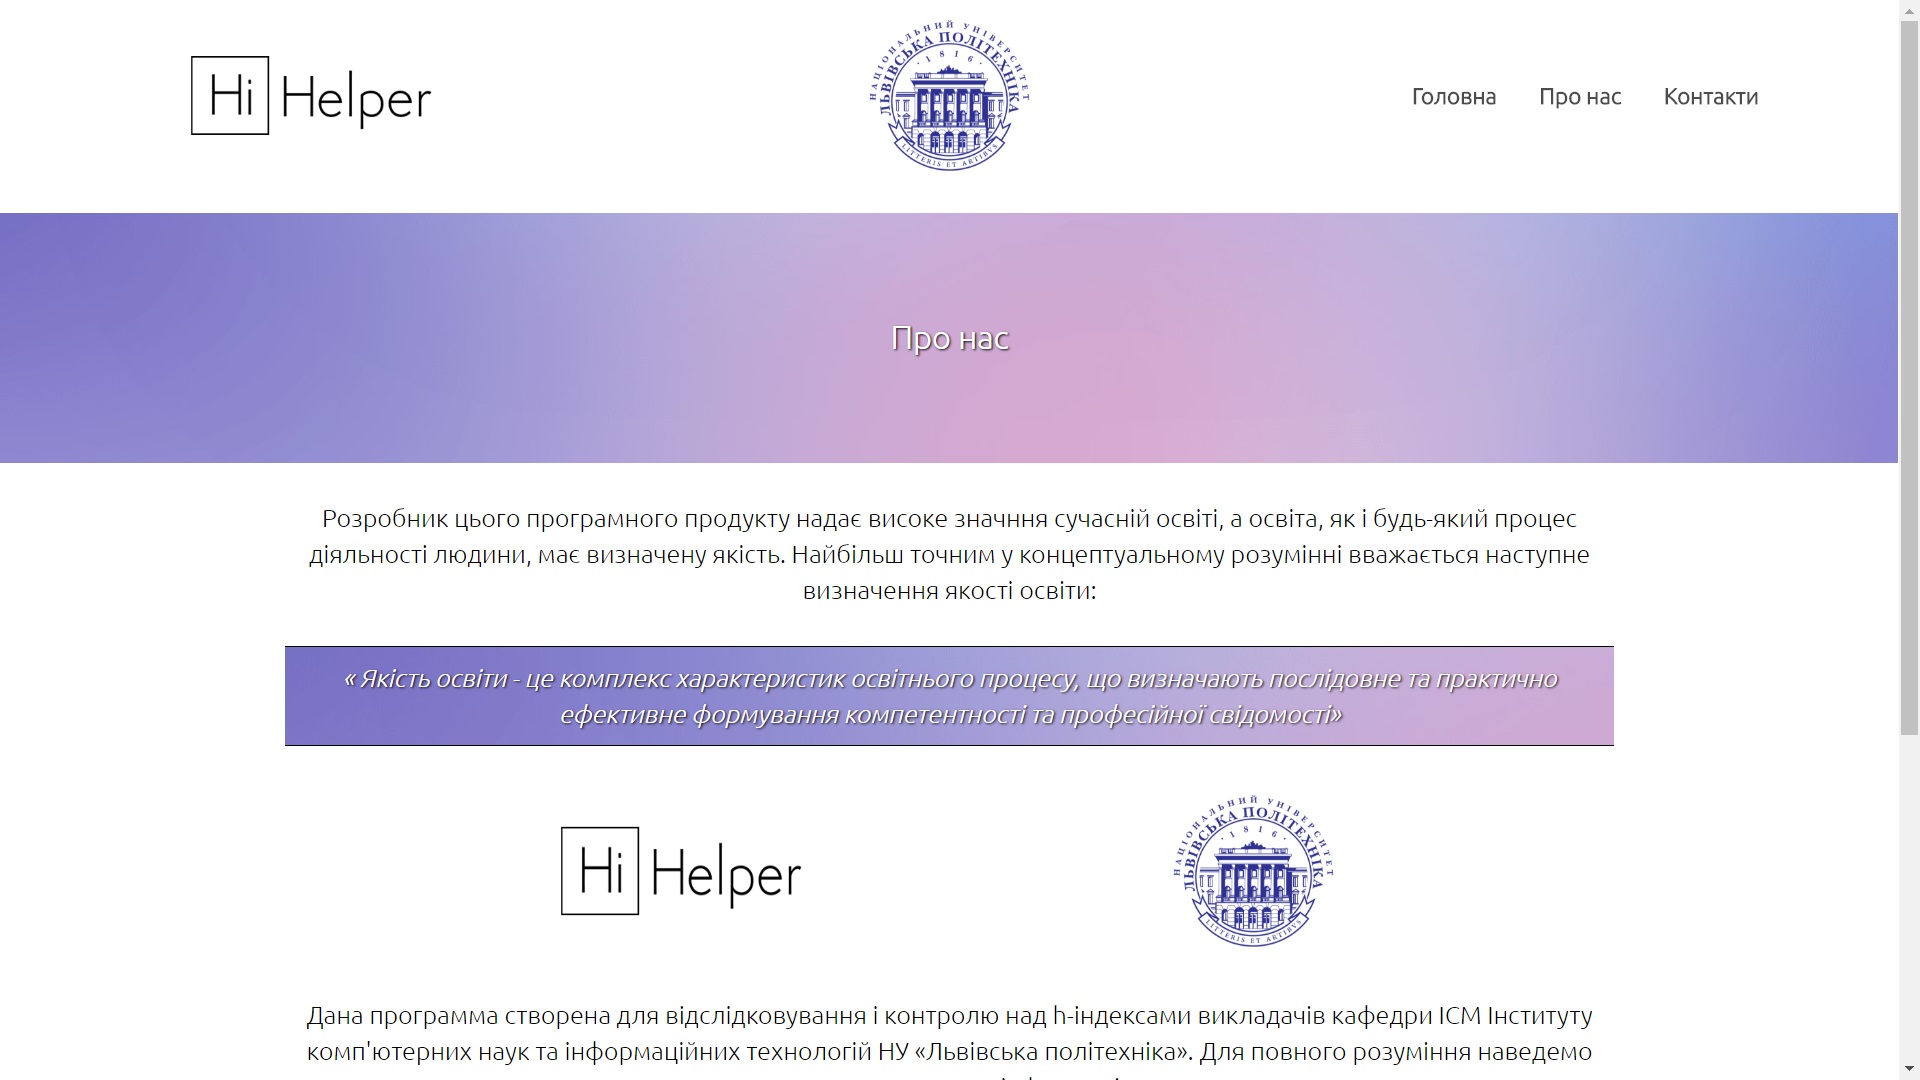 Hi Helper
НАЦІОНАЛЬНИЙ УНІВЕРСИТЕТ
ЛЬВІВСЬКА ПОЛІТЕХНІКА
· 1816 ·
LITTERIS ET ARTIBVS
Головна Про нас Контакти
Про нас
Розробник цього програмного продукту надає високе значння сучасній освіті, а освіта, як і будь-який процес
діяльності людини, має визначену якість. Найбільш точним у концептуальному розумінні вважається наступне
визначення якості освіти:
« Якість освіти - це комплекс характеристик освітнього процесу, що визначають послідовне та практично
ефективне формування компетентності та професійної свідомості»
Hi Helper
НАЦІОНАЛЬНИЙ УНІВЕРСИТЕТ
ЛЬВІВСЬКА ПОЛІТЕХНІКА
· 1816 ·
LITTERIS ET ARTIBVS
Дана программа створена для відслідковування і контролю над h-індексами викладачів кафедри ІСМ Інституту
комп'ютерних наук та інформаційних технологій НУ «Львівська політехніка». Для повного розуміння наведемо